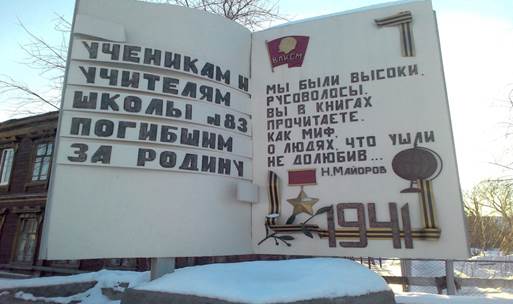 УЧЕНИКАМ И
УЧИТЕЛЯМ
ШКОЛЫ №83
ПОГИБШИМ
ЗА РОДИНУ
ВЛКСМ
МЫ БЫЛИ ВЫСОКИ,
РУСОВОЛОСЫ.
ВЫ В КНИГАХ
ПРОЧИТАЕТЕ,
КАК МИФ,
О ЛЮДЯХ, ЧТО УШЛИ
НЕ ДОЛЮБИВ...
Н.МАЙОРОВ
1941